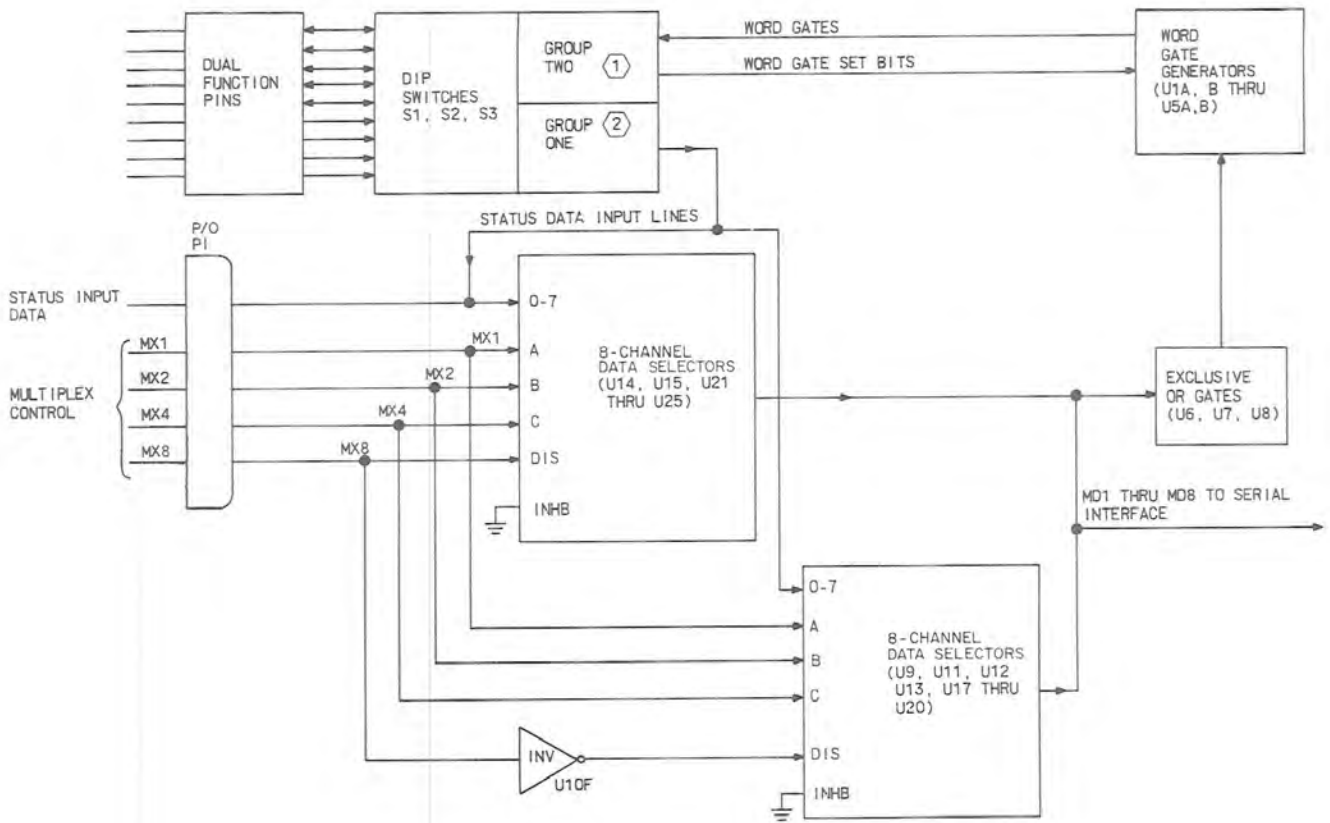 DUAL
FUNCTION
PINS
DIP
SWITCHES
S1, S2, S3
GROUP
TWO
1
GROUP
ONE
2
WORD GATES
WORD GATE SET BITS
WORD
GATE
GENERATORS
(U1A, B THRU
U5A,B)
STATUS DATA INPUT LINES
P/O
P1
STATUS INPUT
DATA
MULTIPLEX
CONTROL
MX1
MX2
MX4
MX8
MX1
MX2
MX4
MX8
0-7
A
B
C
DIS
INHB
8-CHANNEL
DATA SELECTORS
(U14, U15, U21
THRU U25)
EXCLUSIVE
OR GATES
(U6, U7, U8)
MD1 THRU MD8 TO SERIAL
INTERFACE
0-7
A
B
C
DIS
INHB
8-CHANNEL
DATA SELECTORS
(U9, U11, U12
U13, U17 THRU
U20)
INV
U10F